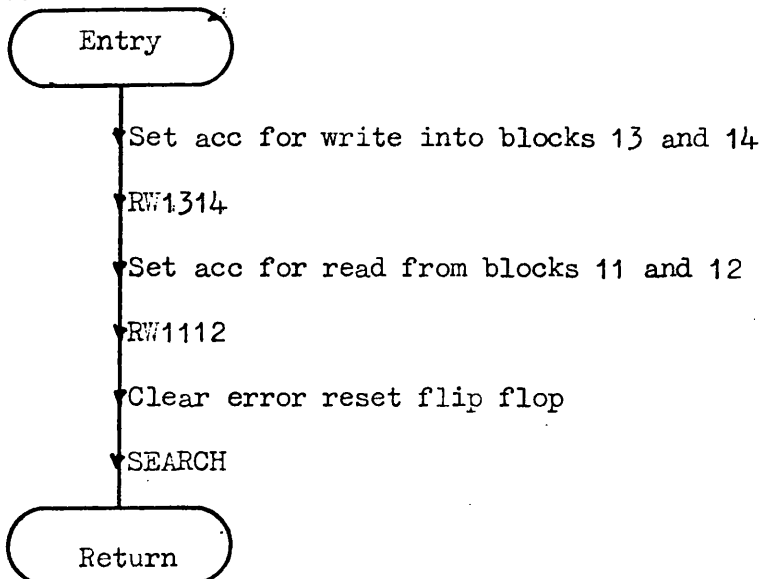 Entry
Set acc for write into blocks 13 and 14
RW1314
Set acc for read from blocks 11 and 12
RW1112
Clear error reset flip flop
SEARCH
Return